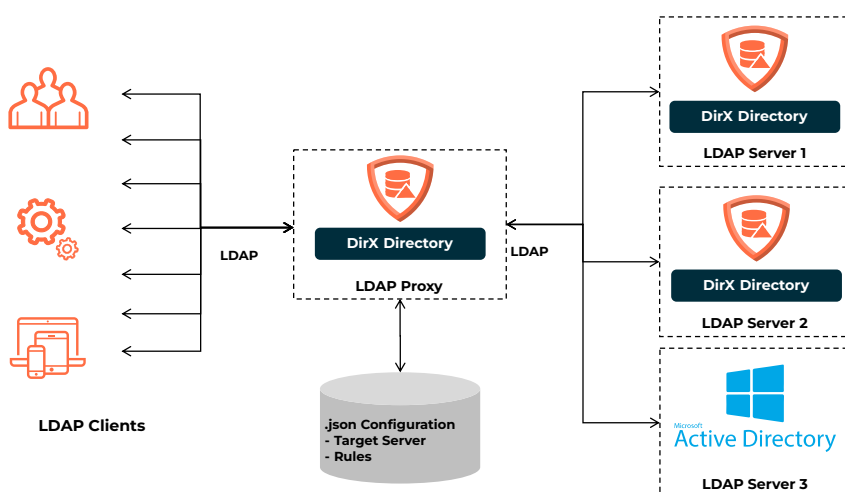 LDAP Clients
LDAP
DirX Directory
LDAP Proxy
.json Configuration
- Target Server
- Rules
LDAP
DirX Directory
LDAP Server 1
DirX Directory
LDAP Server 2
Microsoft
Active Directory
LDAP Server 3